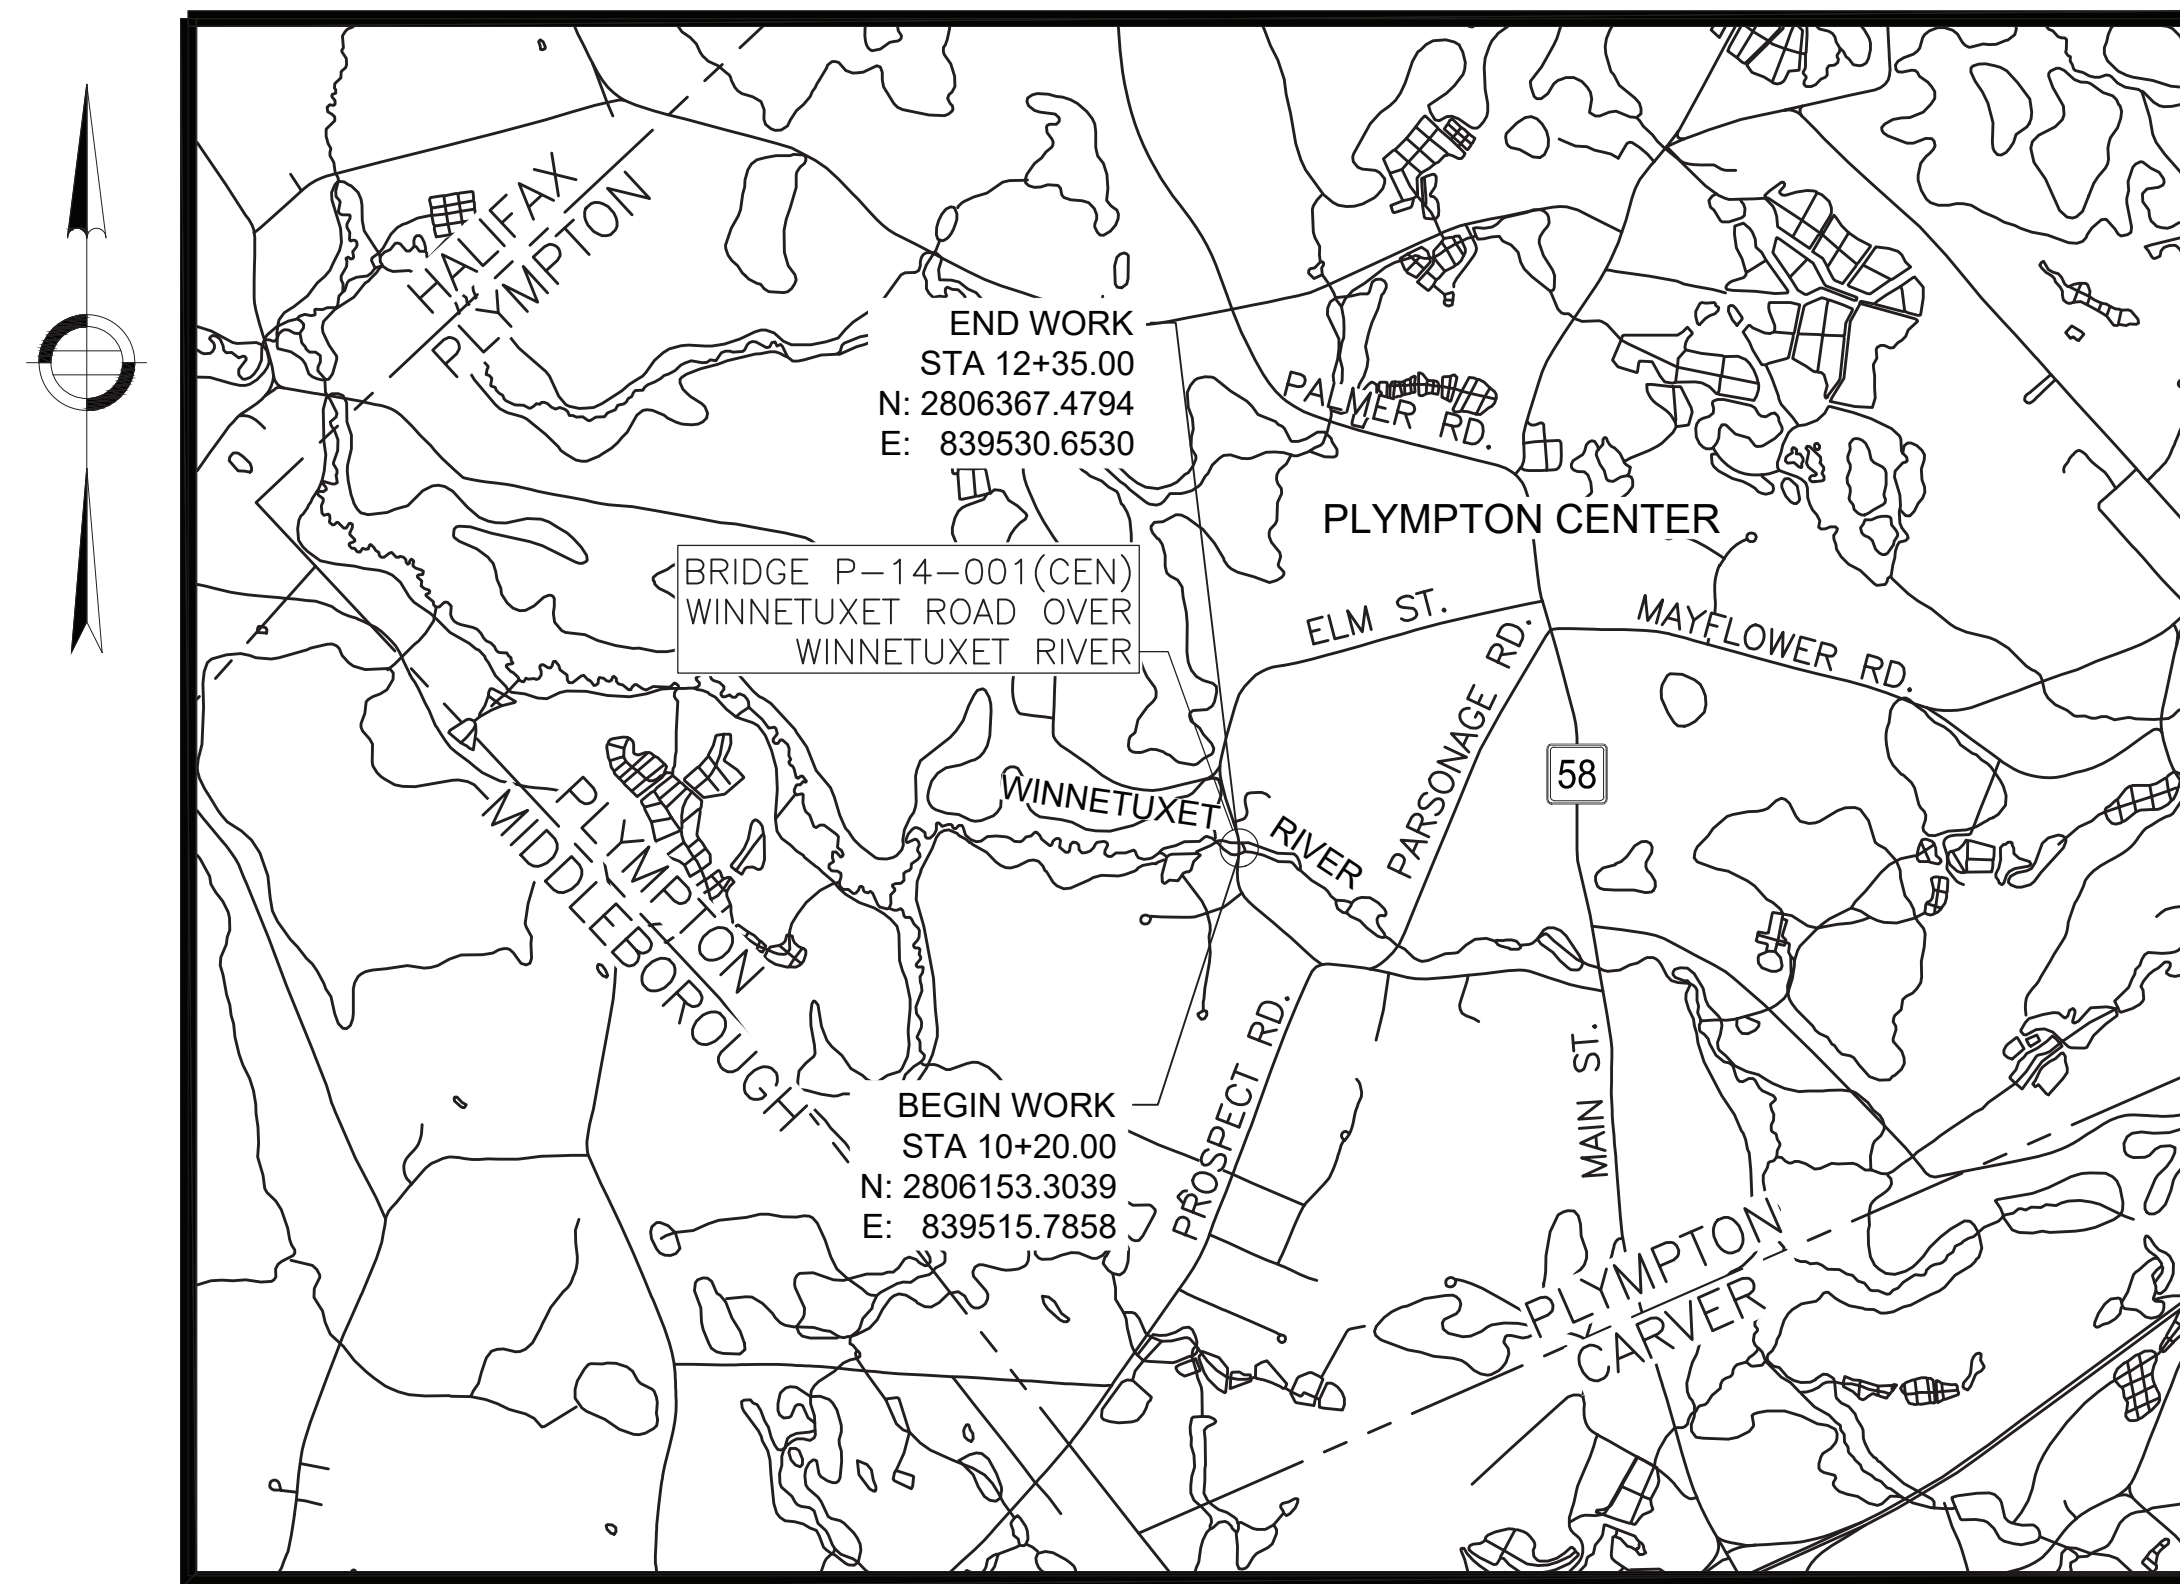 HALIFAX
PLYMPTON
END WORK
STA 12+35.00
N: 2806367.4794
E: 839530.6530
PALMER RD.
PLYMPTON CENTER
BRIDGE P-14-001(CEN)
WINNETUXET ROAD OVER
WINNETUXET RIVER
ELM ST.
MAYFLOWER RD.
PARSONAGE RD.
58
WINNETUXET RIVER
PLYMPTON
MIDDLEBOROUGH
PROSPECT RD.
MAIN ST.
BEGIN WORK
STA 10+20.00
N: 2806153.3039
E: 839515.7858
PLYMPTON
CARVER